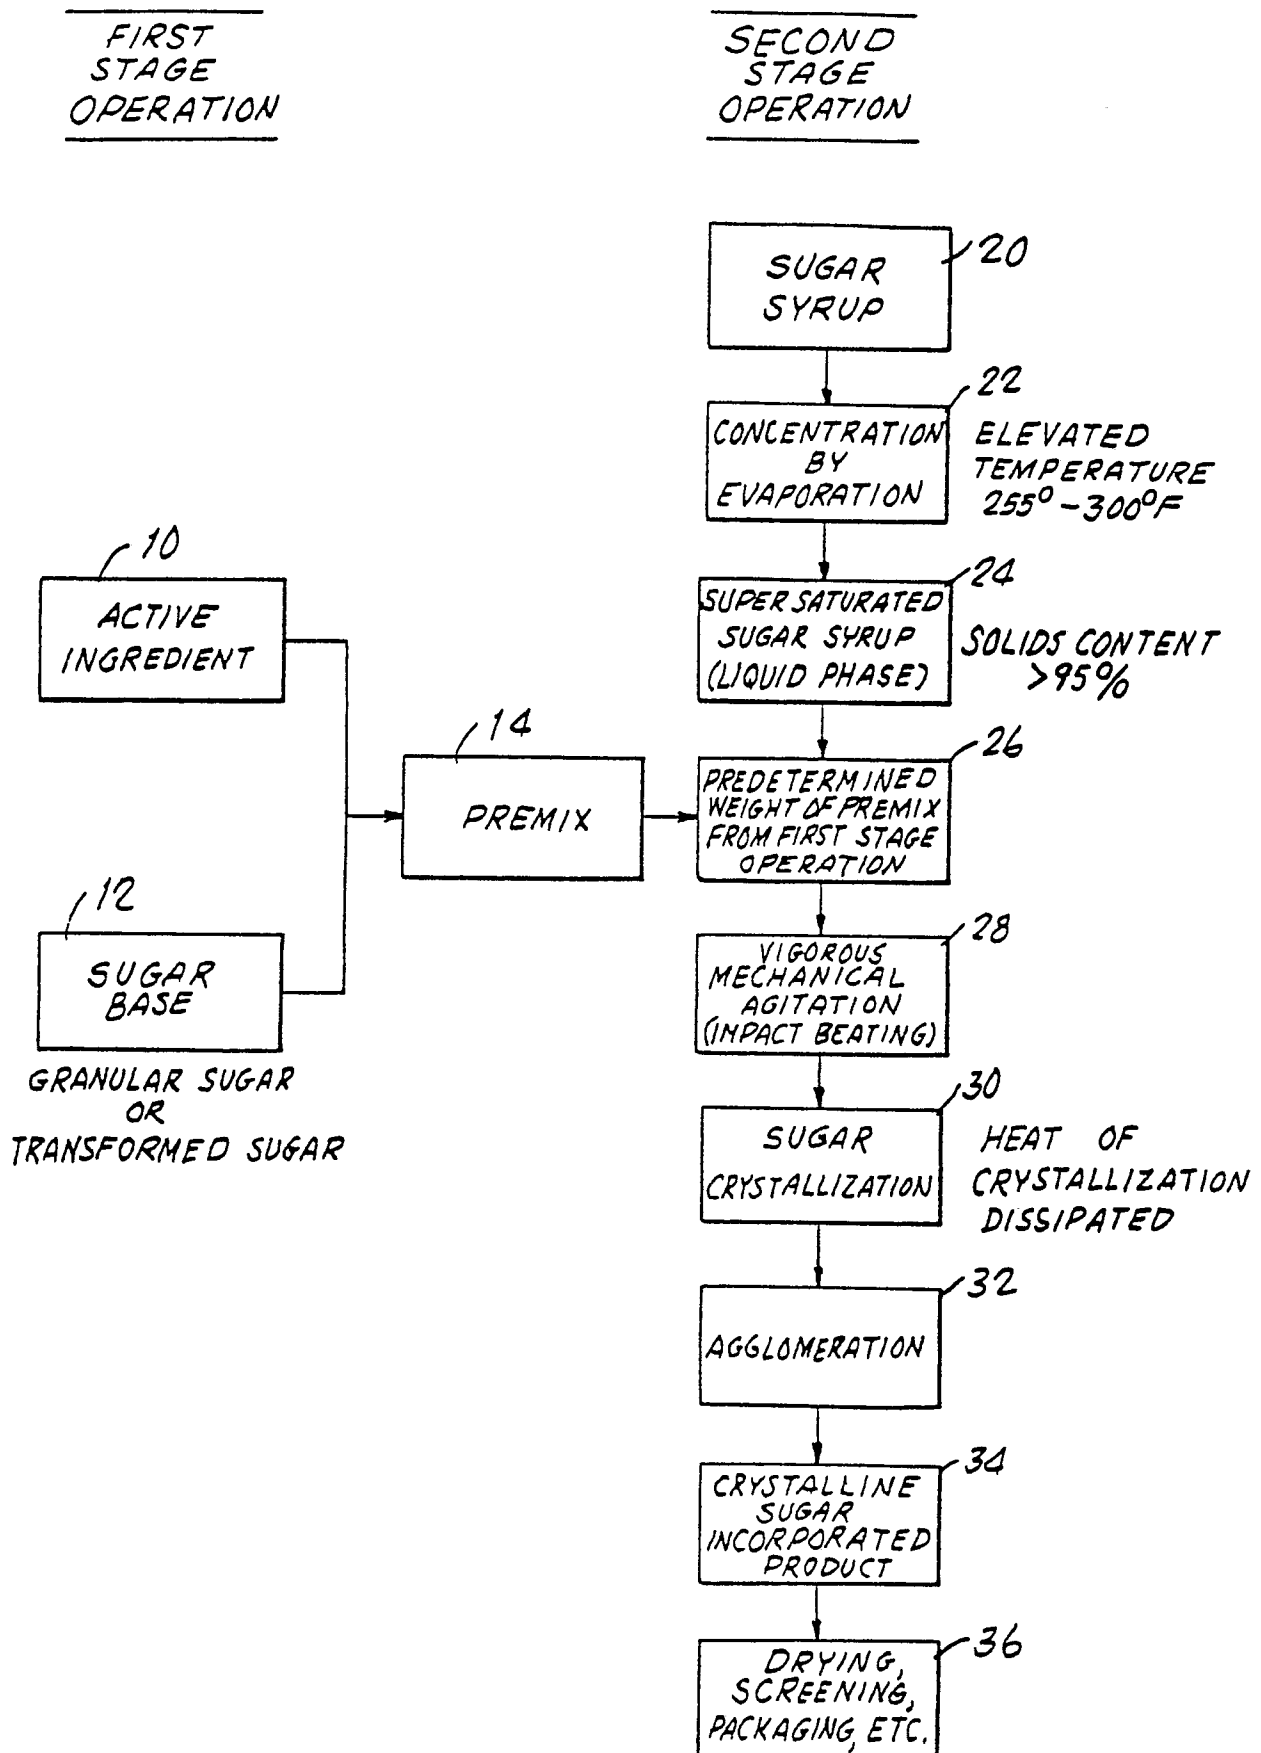 FIRST
STAGE
OPERATION
SECOND
STAGE
OPERATION
20
SUGAR
SYRUP
22
CONCENTRATION
BY
EVAPORATION
ELEVATED
TEMPERATURE
255° - 300°F
24
SUPERSATURATED
SUGAR SYRUP
(LIQUID PHASE)
SOLIDS CONTENT
>95%
10
ACTIVE
INGREDIENT
12
SUGAR
BASE
GRANULAR SUGAR
OR
TRANSFORMED SUGAR
14
PREMIX
26
PREDETERMINED
WEIGHT OF PREMIX
FROM FIRST STAGE
OPERATION
28
VIGOROUS
MECHANICAL
AGITATION
(IMPACT BEATING)
30
SUGAR
CRYSTALLIZATION
HEAT OF
CRYSTALLIZATION
DISSIPATED
32
AGGLOMERATION
34
CRYSTALLINE
SUGAR
INCORPORATED
PRODUCT
36
DRYING,
SCREENING,
PACKAGING, ETC.